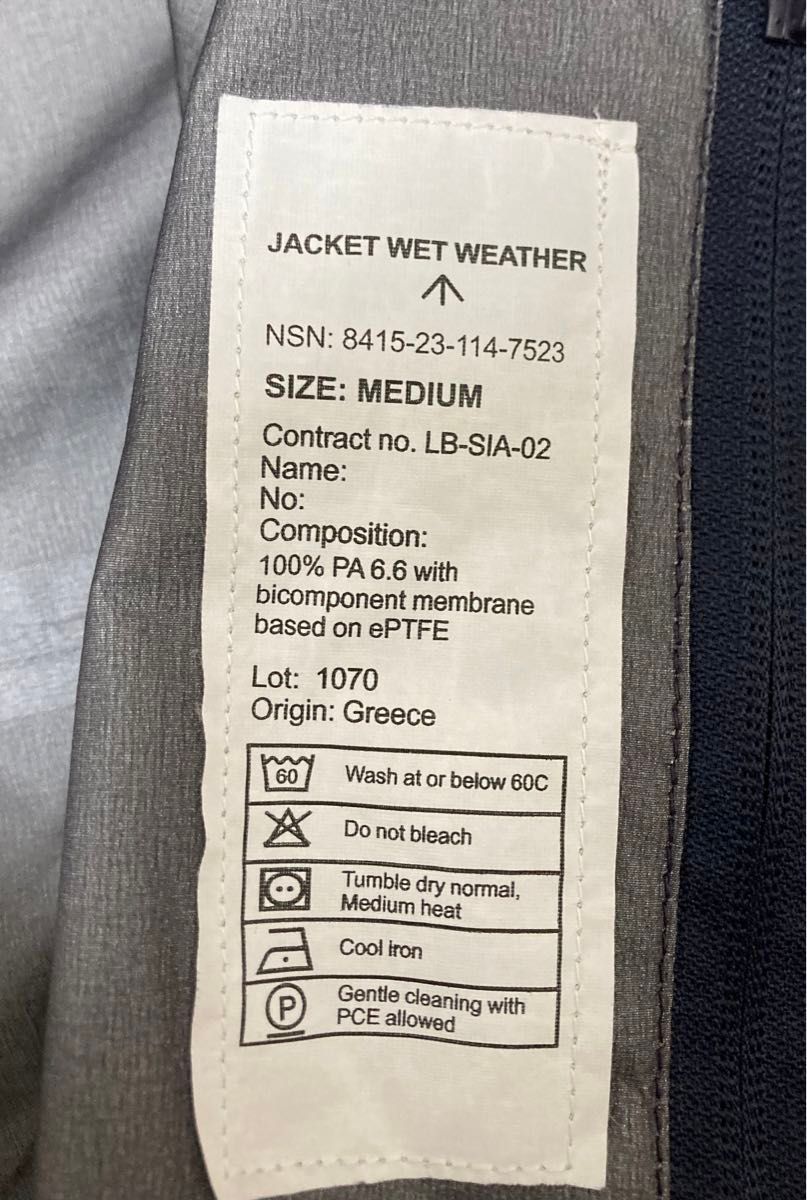 JACKET WET WEATHER
NSN: 8415-23-114-7523
SIZE: MEDIUM
Contract no. LB-SIA-02
Name:
No:
Composition:
100% PA 6.6 with
bicomponent membrane
based on ePTFE
Lot: 1070
Origin: Greece
60 Wash at or below 60C
Do not bleach
Tumble dry normal,
Medium heat
Cool iron
P Gentle cleaning with
PCE allowed